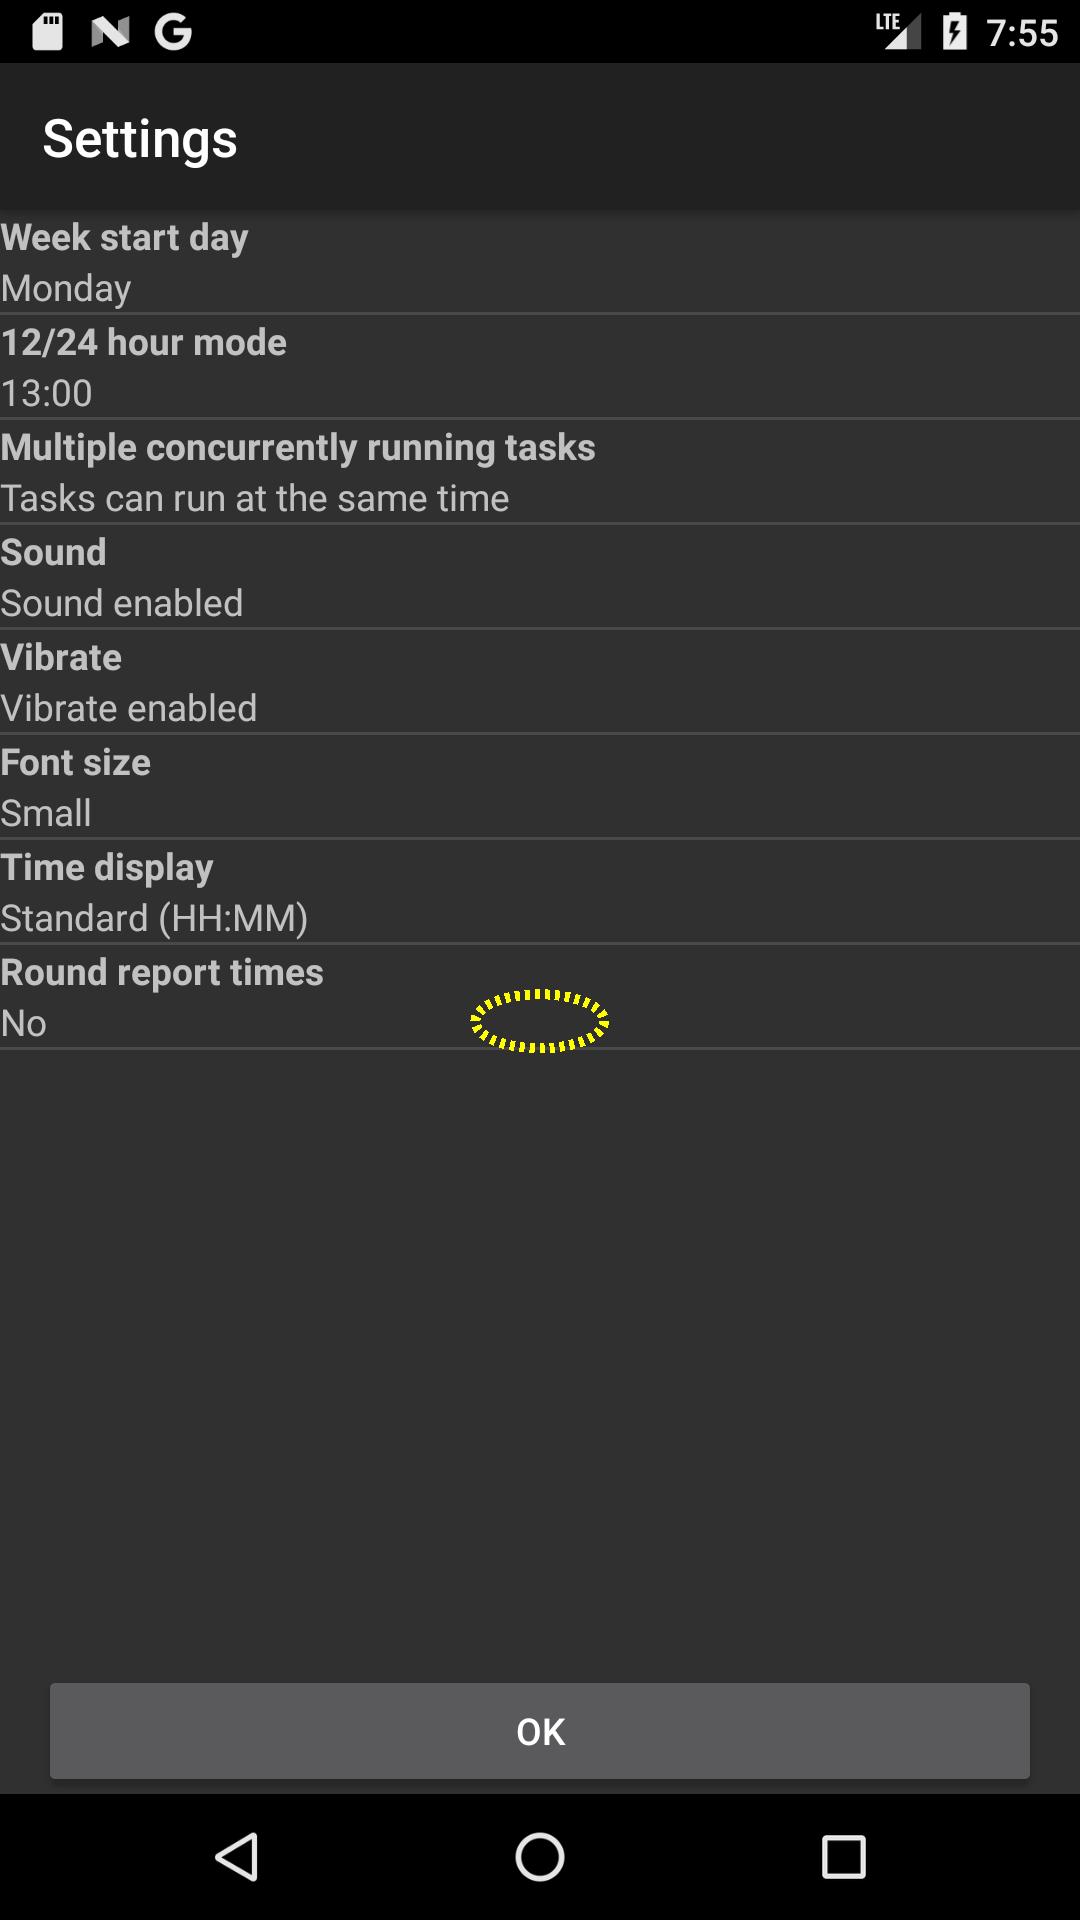 LTE 7:55
Settings
Week start day
Monday
12/24 hour mode
13:00
Multiple concurrently running tasks
Tasks can run at the same time
Sound
Sound enabled
Vibrate
Vibrate enabled
Font size
Small
Time display
Standard (HH:MM)
Round report times
No
OK